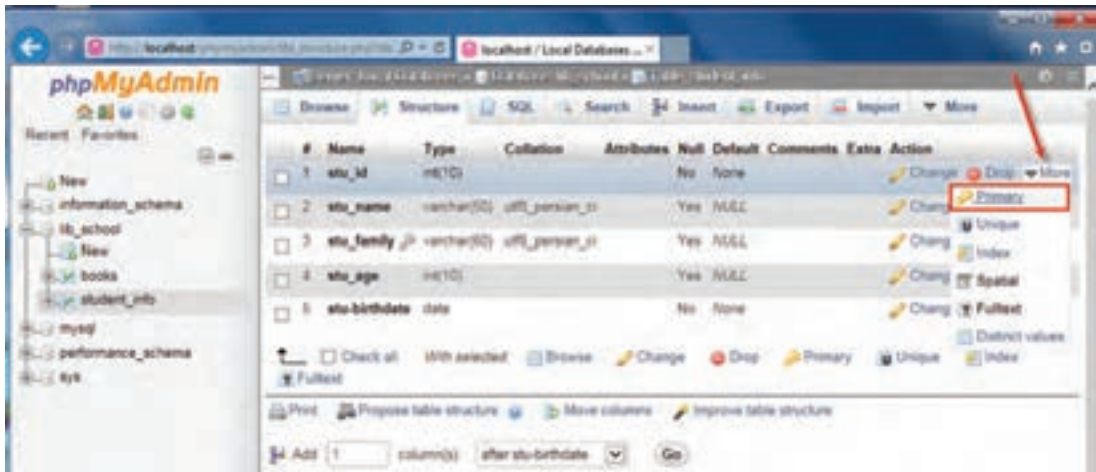 localhost
localhost / Local Databases ...
phpMyAdmin
Recent Favorites
New
information_schema
lib_school
New
books
student_info
mysql
performance_schema
sys
Browse Structure SQL Search Insert Export Import More
# Name Type Collation Attributes Null Default Comments Extra Action
1 stu_id int(10) No None Change Drop More
2 stu_name varchar(50) utf8_persian_ci Yes NULL Chang
3 stu_family varchar(60) utf8_persian_ci Yes NULL Chang
4 stu_age int(10) Yes NULL Chang
5 stu-birthdate date No None Chang
Primary
Unique
Index
Spatial
Fulltext
Distinct values
Check all With selected Browse Change Drop Primary Unique Index
Fulltext
Print Propose table structure Move columns Improve table structure
Add 1 column(s) after stu-birthdate Go